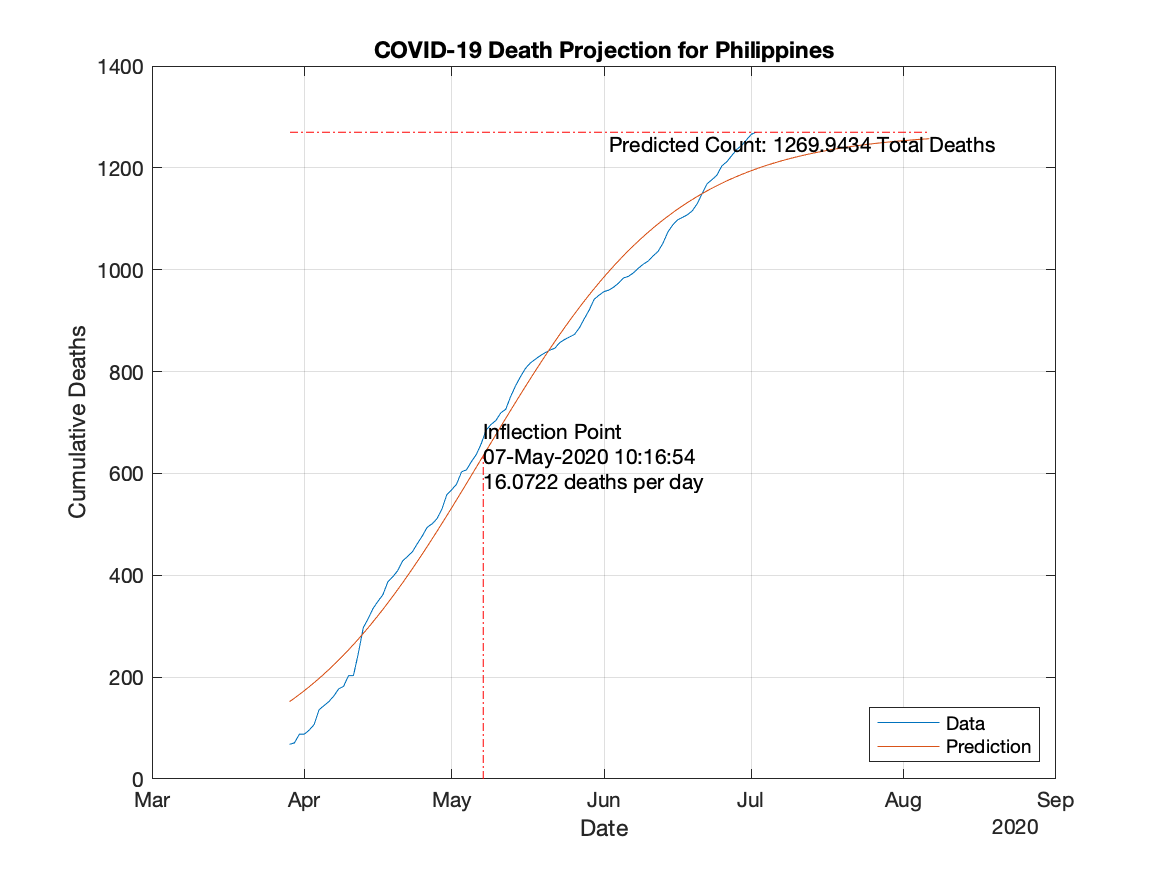 COVID-19 Death Projection for Philippines
1400
1200
1000
800
600
400
200
0
Cumulative Deaths
Predicted Count: 1269.9434 Total Deaths
Inflection Point
07-May-2020 10:16:54
16.0722 deaths per day
Data
Prediction
Mar Apr May Jun Jul Aug Sep
Date
2020